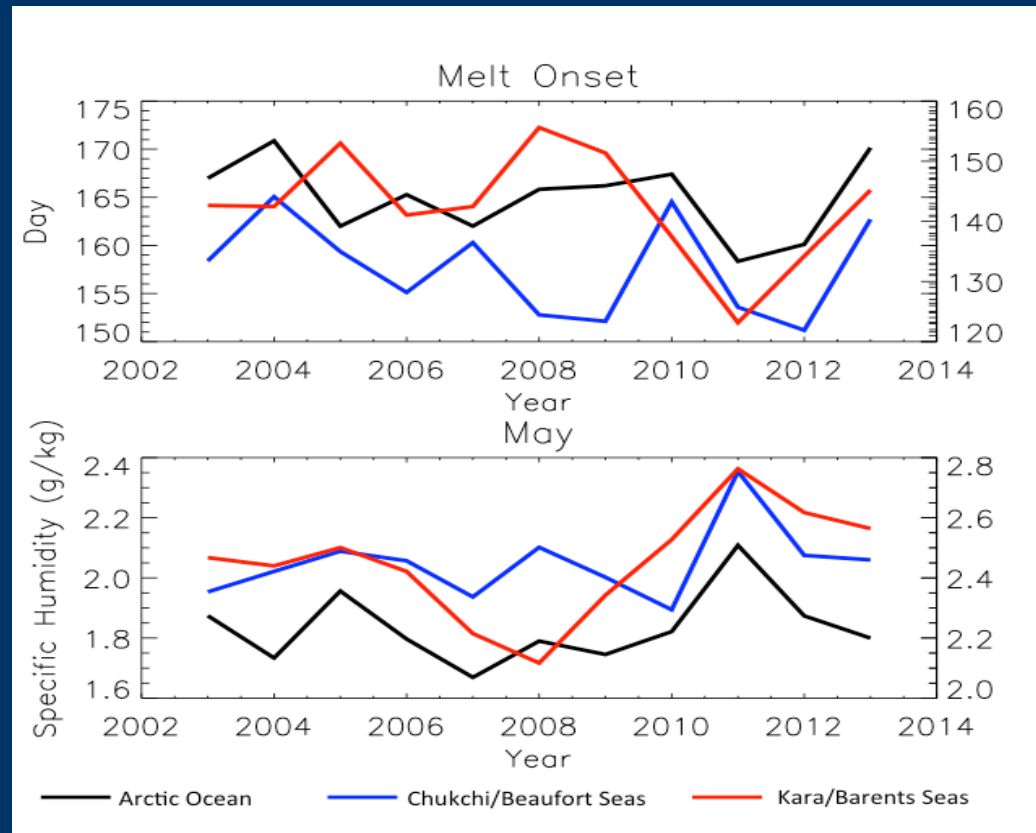 Melt Onset
175 160
170
150
165
140
160
130
155
150 120
Day
2002 2004 2006 2008 2010 2012 2014
Year
May
2.4 2.8
2.2 2.6
2.0 2.4
1.8 2.2
1.6 2.0
Specific Humidity (g/kg)
2002 2004 2006 2008 2010 2012 2014
Year
Arctic Ocean Chukchi/Beaufort Seas Kara/Barents Seas